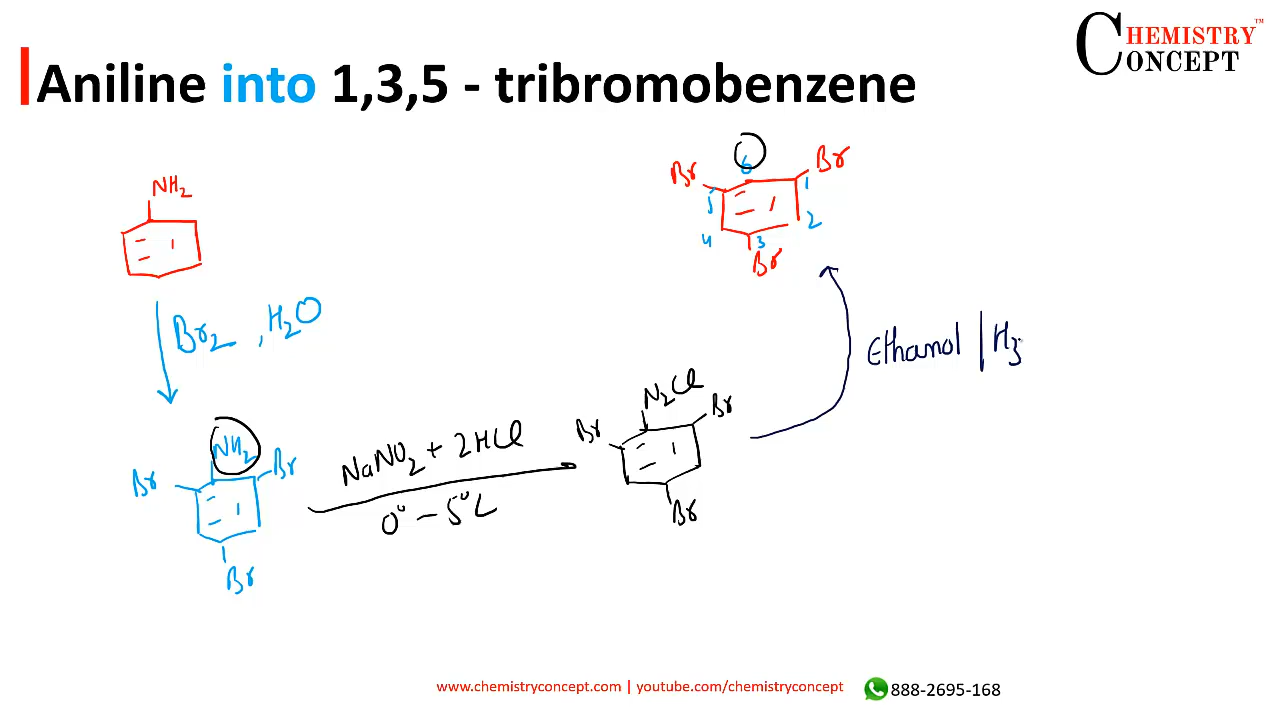 CHEMISTRY
CONCEPT
TM
Aniline into 1,3,5 - tribromobenzene
6
Br
Br
5
1
2
4
3
Br
NH2
Br2 , H2O
Ethanol | H3
NH2
Br
Br
Br
NaNO2 + 2HCl
0° - 5°C
N2Cl
Br
Br
Br
www.chemistryconcept.com | youtube.com/chemistryconcept
888-2695-168